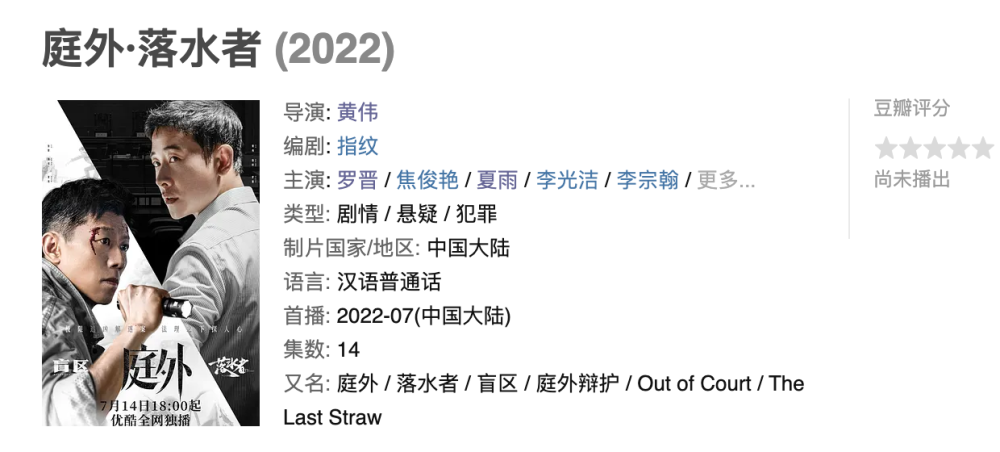 庭外·落水者 (2022)
导演: 黄伟
编剧: 指纹
主演: 罗晋 / 焦俊艳 / 夏雨 / 李光洁 / 李宗翰 / 更多...
类型: 剧情 / 悬疑 / 犯罪
制片国家/地区: 中国大陆
语言: 汉语普通话
首播: 2022-07(中国大陆)
集数: 14
又名: 庭外 / 落水者 / 盲区 / 庭外辩护 / Out of Court / The
Last Straw
豆瓣评分
尚未播出
盲区
庭外
落水者
7月14日18:00起
优酷全网独播